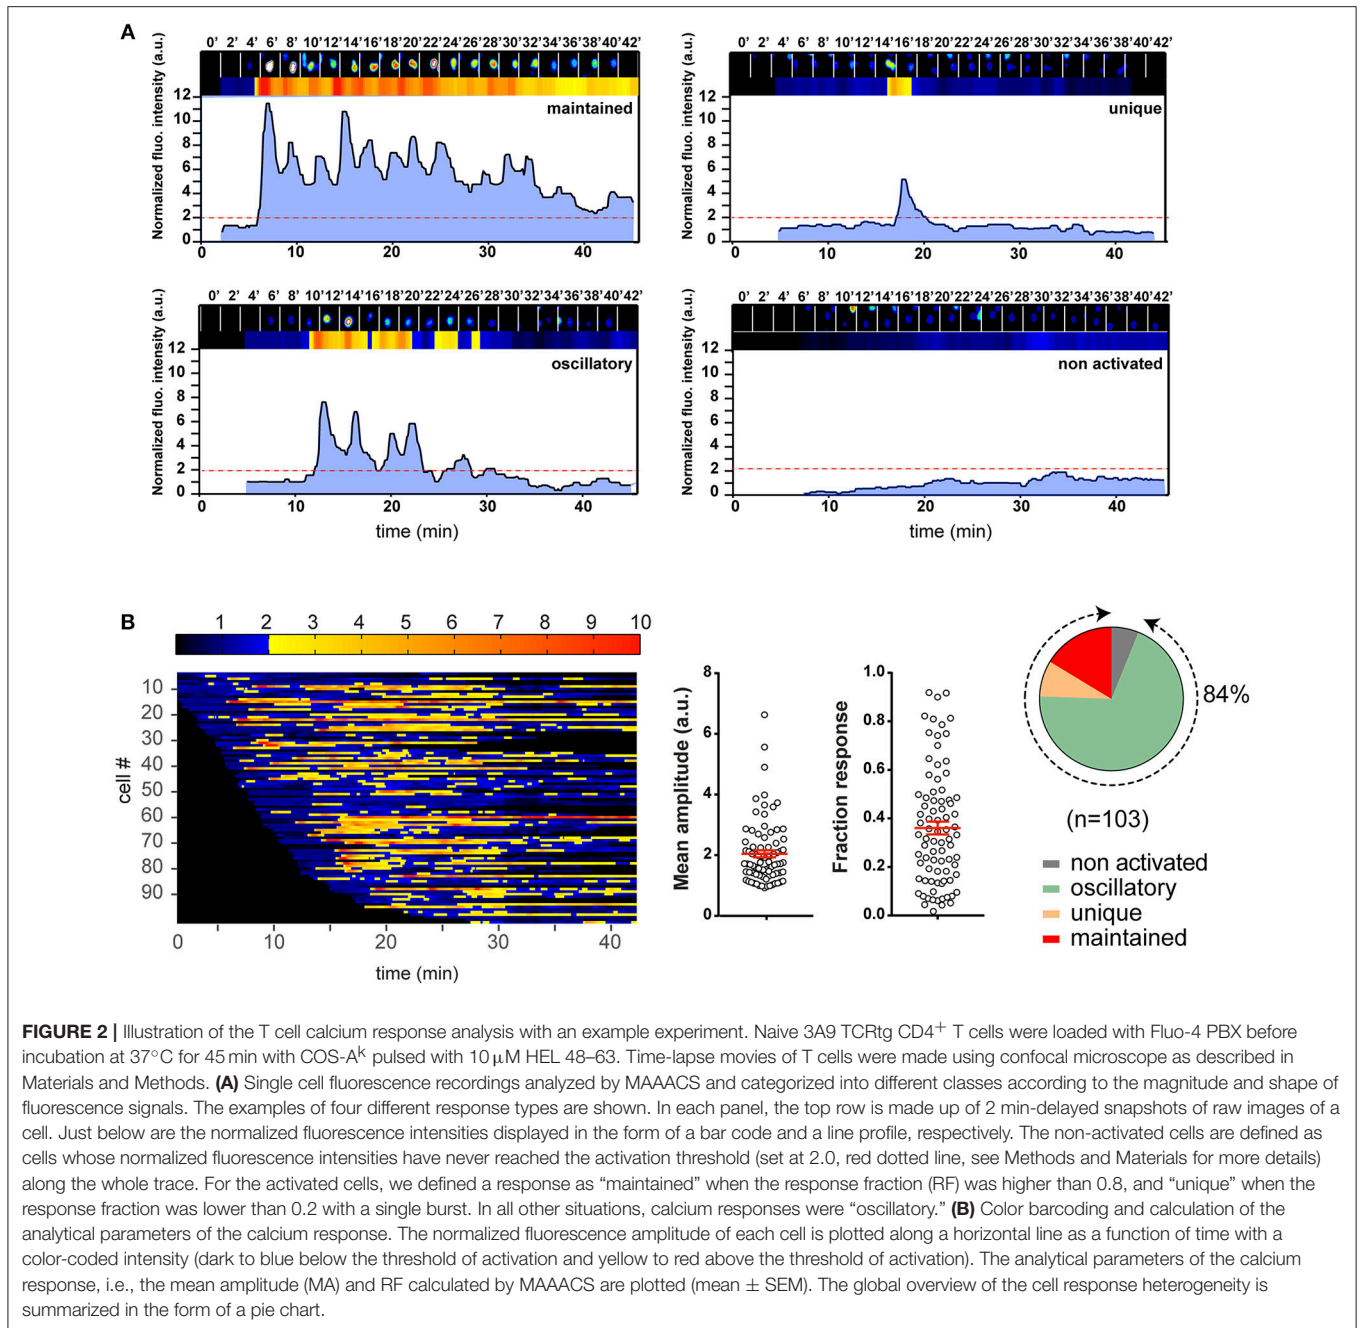 A
0' 2' 4' 6' 8' 10' 12' 14' 16' 18' 20' 22' 24' 26' 28' 30' 32' 34' 36' 38' 40' 42'
Normalized fluo. intensity (a.u.)
12
10
8
6
4
2
0
maintained
0 10 20 30 40
0' 2' 4' 6' 8' 10' 12' 14' 16' 18' 20' 22' 24' 26' 28' 30' 32' 34' 36' 38' 40' 42'
Normalized fluo. intensity (a.u.)
12
10
8
6
4
2
0
unique
0 10 20 30 40
0' 2' 4' 6' 8' 10' 12' 14' 16' 18' 20' 22' 24' 26' 28' 30' 32' 34' 36' 38' 40' 42'
Normalized fluo. intensity (a.u.)
12
10
8
6
4
2
0
oscillatory
0 10 20 30 40
time (min)
0' 2' 4' 6' 8' 10' 12' 14' 16' 18' 20' 22' 24' 26' 28' 30' 32' 34' 36' 38' 40' 42'
Normalized fluo. intensity (a.u.)
12
10
8
6
4
2
0
non activated
0 10 20 30 40
time (min)
B
1 2 3 4 5 6 7 8 9 10
cell #
10
20
30
40
50
60
70
80
90
0 10 20 30 40
time (min)
Mean amplitude (a.u.)
8
6
4
2
0
Fraction response
1.0
0.8
0.6
0.4
0.2
0.0
84%
(n=103)
non activated
oscillatory
unique
maintained
FIGURE 2 | Illustration of the T cell calcium response analysis with an example experiment. Naive 3A9 TCRtg CD4+ T cells were loaded with Fluo-4 PBX before
incubation at 37°C for 45 min with COS-Ak pulsed with 10 μM HEL 48–63. Time-lapse movies of T cells were made using confocal microscope as described in
Materials and Methods. (A) Single cell fluorescence recordings analyzed by MAAACS and categorized into different classes according to the magnitude and shape of
fluorescence signals. The examples of four different response types are shown. In each panel, the top row is made up of 2 min-delayed snapshots of raw images of a
cell. Just below are the normalized fluorescence intensities displayed in the form of a bar code and a line profile, respectively. The non-activated cells are defined as
cells whose normalized fluorescence intensities have never reached the activation threshold (set at 2.0, red dotted line, see Methods and Materials for more details)
along the whole trace. For the activated cells, we defined a response as “maintained” when the response fraction (RF) was higher than 0.8, and “unique” when the
response fraction was lower than 0.2 with a single burst. In all other situations, calcium responses were “oscillatory.” (B) Color barcoding and calculation of the
analytical parameters of the calcium response. The normalized fluorescence amplitude of each cell is plotted along a horizontal line as a function of time with a
color-coded intensity (dark to blue below the threshold of activation and yellow to red above the threshold of activation). The analytical parameters of the calcium
response, i.e., the mean amplitude (MA) and RF calculated by MAAACS are plotted (mean ± SEM). The global overview of the cell response heterogeneity is
summarized in the form of a pie chart.